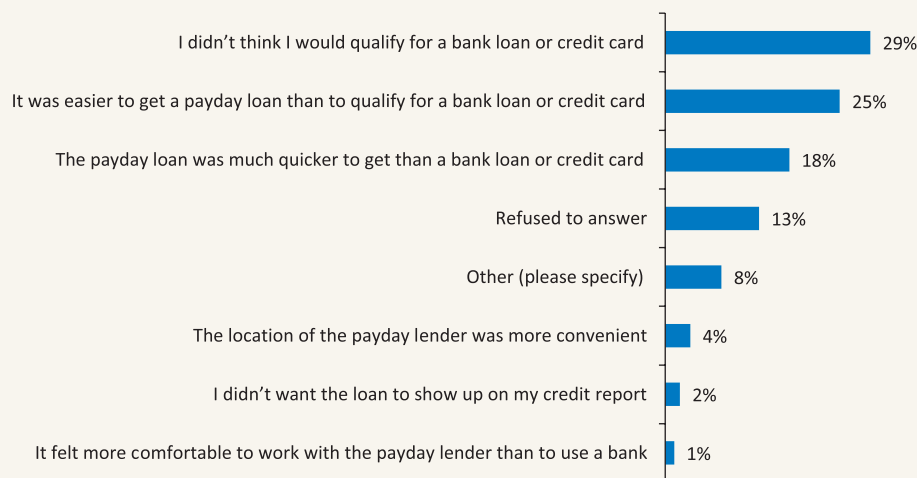 I didn’t think I would qualify for a bank loan or credit card 29%
It was easier to get a payday loan than to qualify for a bank loan or credit card 25%
The payday loan was much quicker to get than a bank loan or credit card 18%
Refused to answer 13%
Other (please specify) 8%
The location of the payday lender was more convenient 4%
I didn’t want the loan to show up on my credit report 2%
It felt more comfortable to work with the payday lender than to use a bank 1%